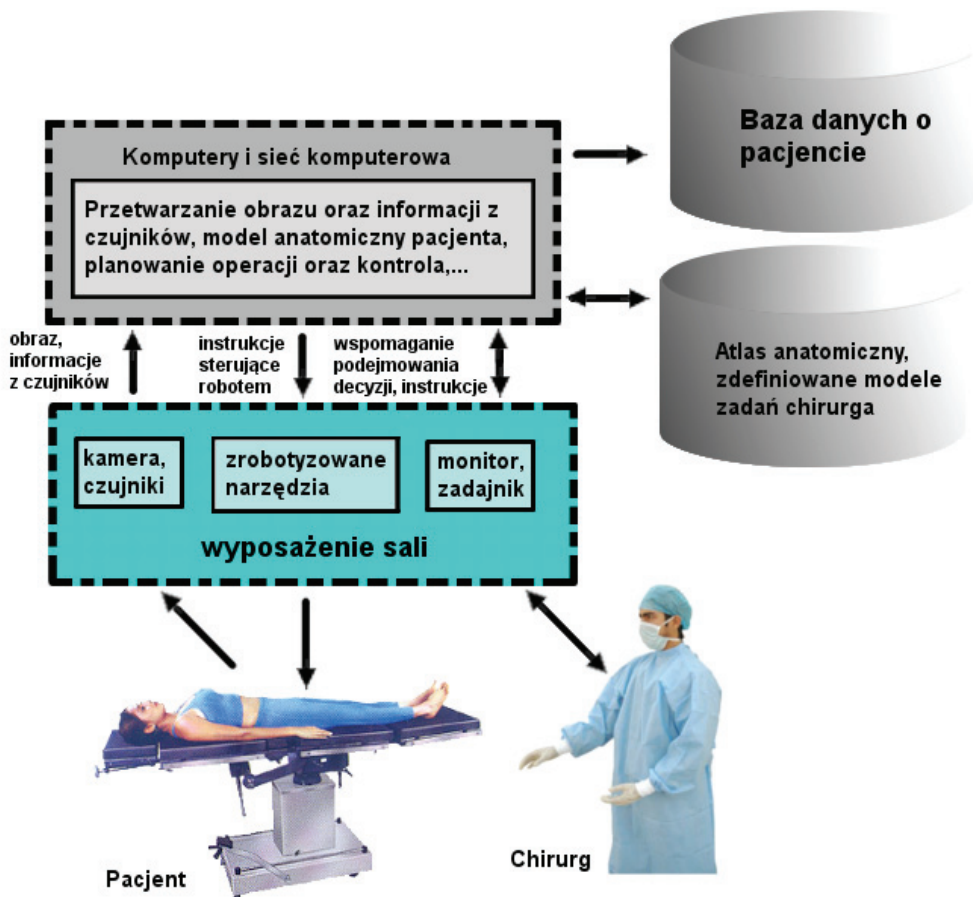 Baza danych o
pacjencie
Komputery i sieć komputerowa
Przetwarzanie obrazu oraz informacji z
czujników, model anatomiczny pacjenta,
planowanie operacji oraz kontrola,...
Atlas anatomiczny,
zdefiniowane modele
zadań chirurga
obraz,
informacje
z czujników
instrukcje
sterujące
robotem
wspomaganie
podejmowania
decyzji, instrukcje
kamera,
czujniki
zrobotyzowane
narzędzia
monitor,
zadajnik
wyposażenie sali
Pacjent
Chirurg